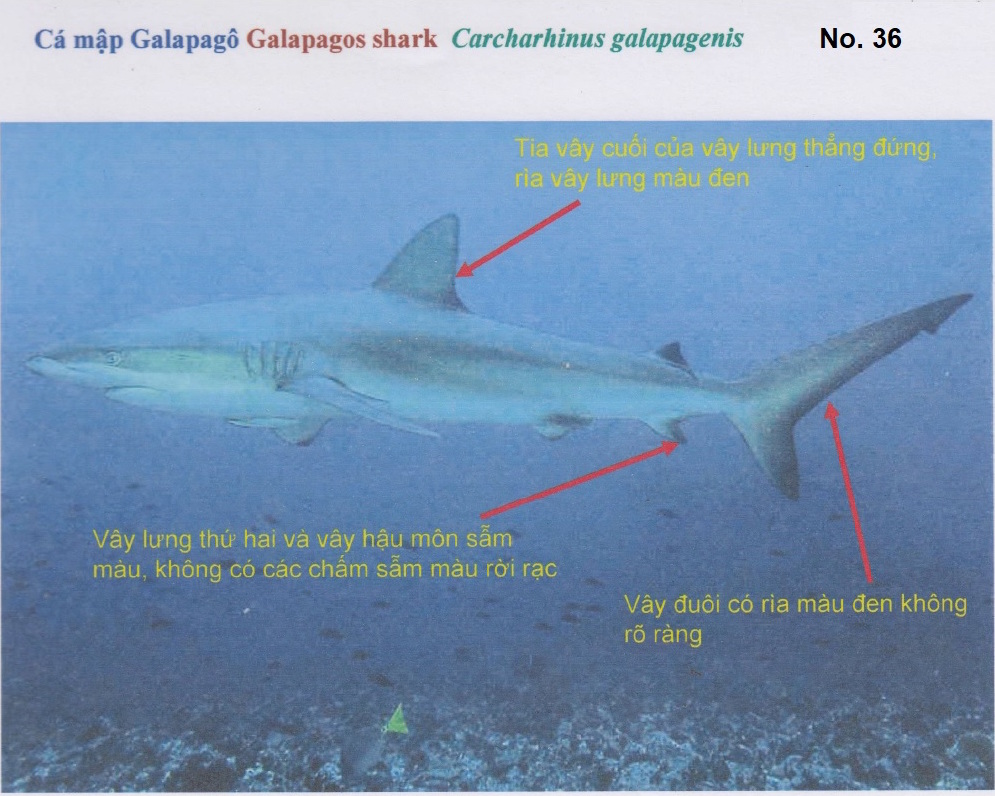 Cá mập Galapagô Galapagos shark Carcharhinus galapagenis No. 36
Tia vây cuối của vây lưng thẳng đứng,
rìa vây lưng màu đen
Vây lưng thứ hai và vây hậu môn sẫm
màu, không có các chấm sẫm màu rời rạc
Vây đuôi có rìa màu đen không
rõ ràng